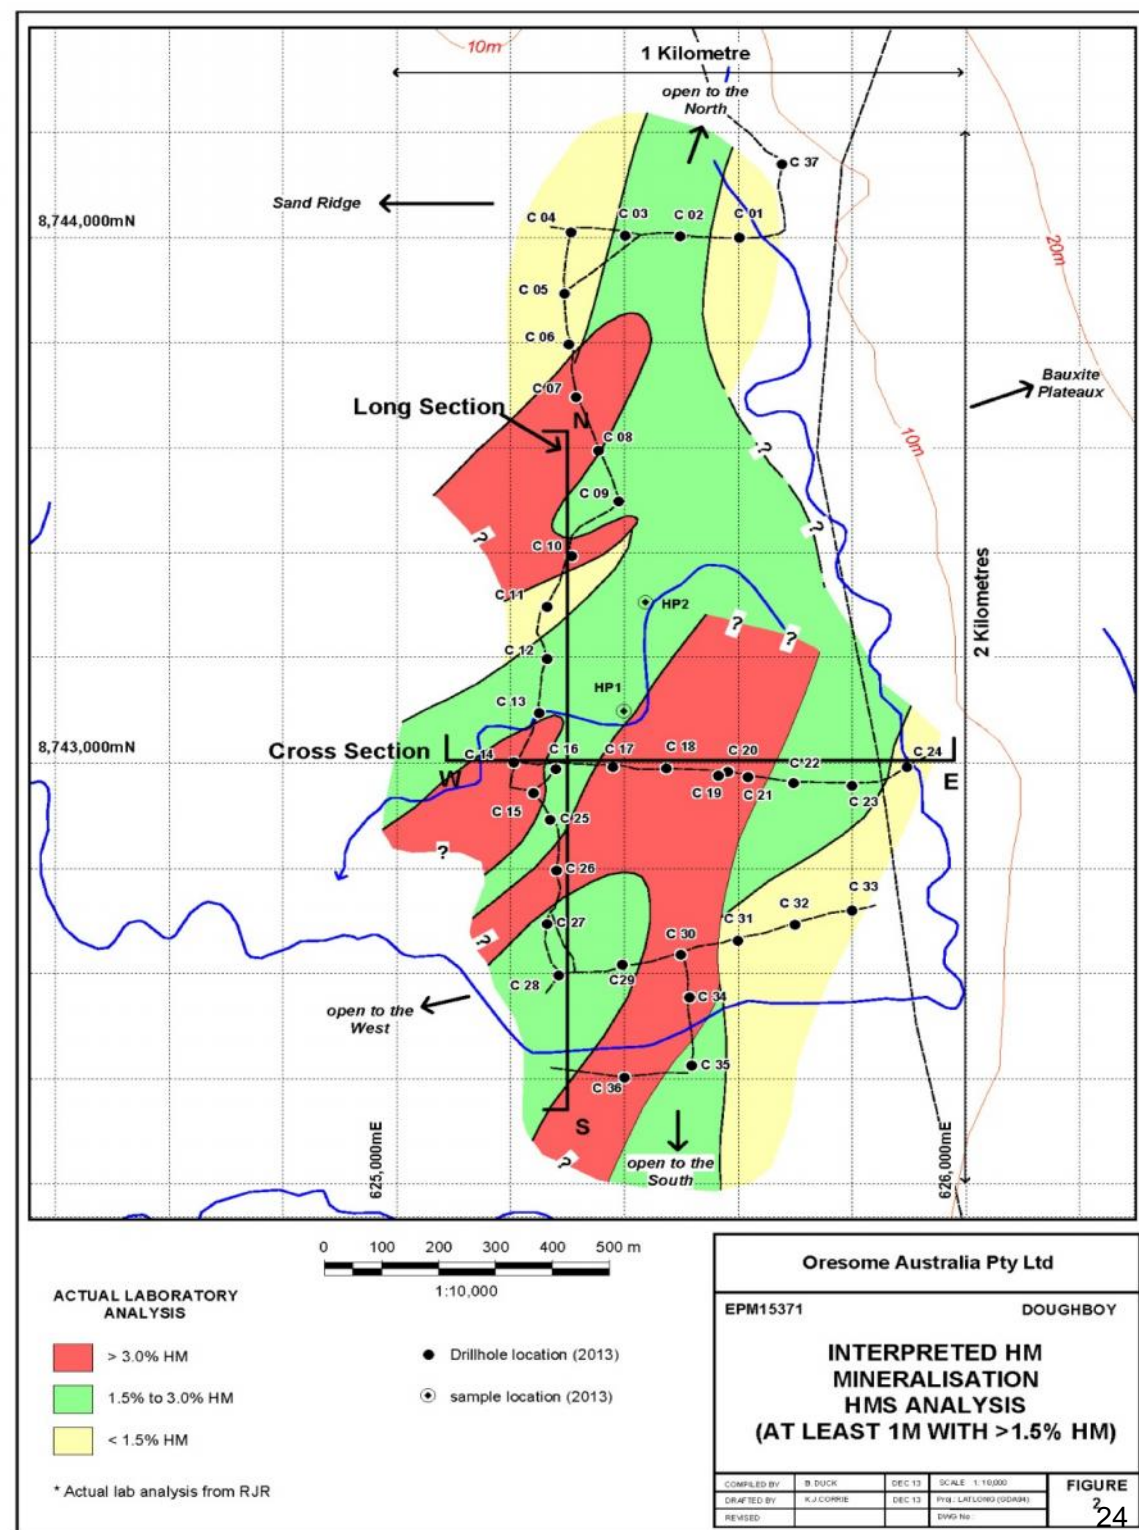 10m
1 Kilometre
open to the
North
C 37
Sand Ridge
C 04
C 03
C 02
C 01
8,744,000mN
20m
C 05
C 06
Bauxite
Plateaux
C 07
Long Section
N
10m
C 08
?
C 09
?
?
C 10
C 11
HP2
?
?
2 Kilometres
C 12
HP1
C 13
8,743,000mN
Cross Section
C 14
C 16
C 17
C 18
C 20
C 22
C 24
W
E
C 15
C 19
C 21
C 23
C 25
?
C 26
C 33
C 32
C 27
C 31
?
C 30
C 28
C29
C 34
open to the
West
C 35
C 36
S
625,000mE
?
open to the
South
626,000mE
0 100 200 300 400 500 m
1:10,000
ACTUAL LABORATORY
ANALYSIS
> 3.0% HM
1.5% to 3.0% HM
< 1.5% HM
* Actual lab analysis from RJR
Drillhole location (2013)
sample location (2013)
Oresome Australia Pty Ltd
EPM15371 DOUGHBOY
INTERPRETED HM
MINERALISATION
HMS ANALYSIS
(AT LEAST 1M WITH >1.5% HM)
COMPILED BY B. DUCK DEC 13 SCALE 1:10,000
DRAFTED BY K.J.CORRIE DEC 13 Proj.: LATLONG (GDA94)
REVISED DWG No:
FIGURE
2
24